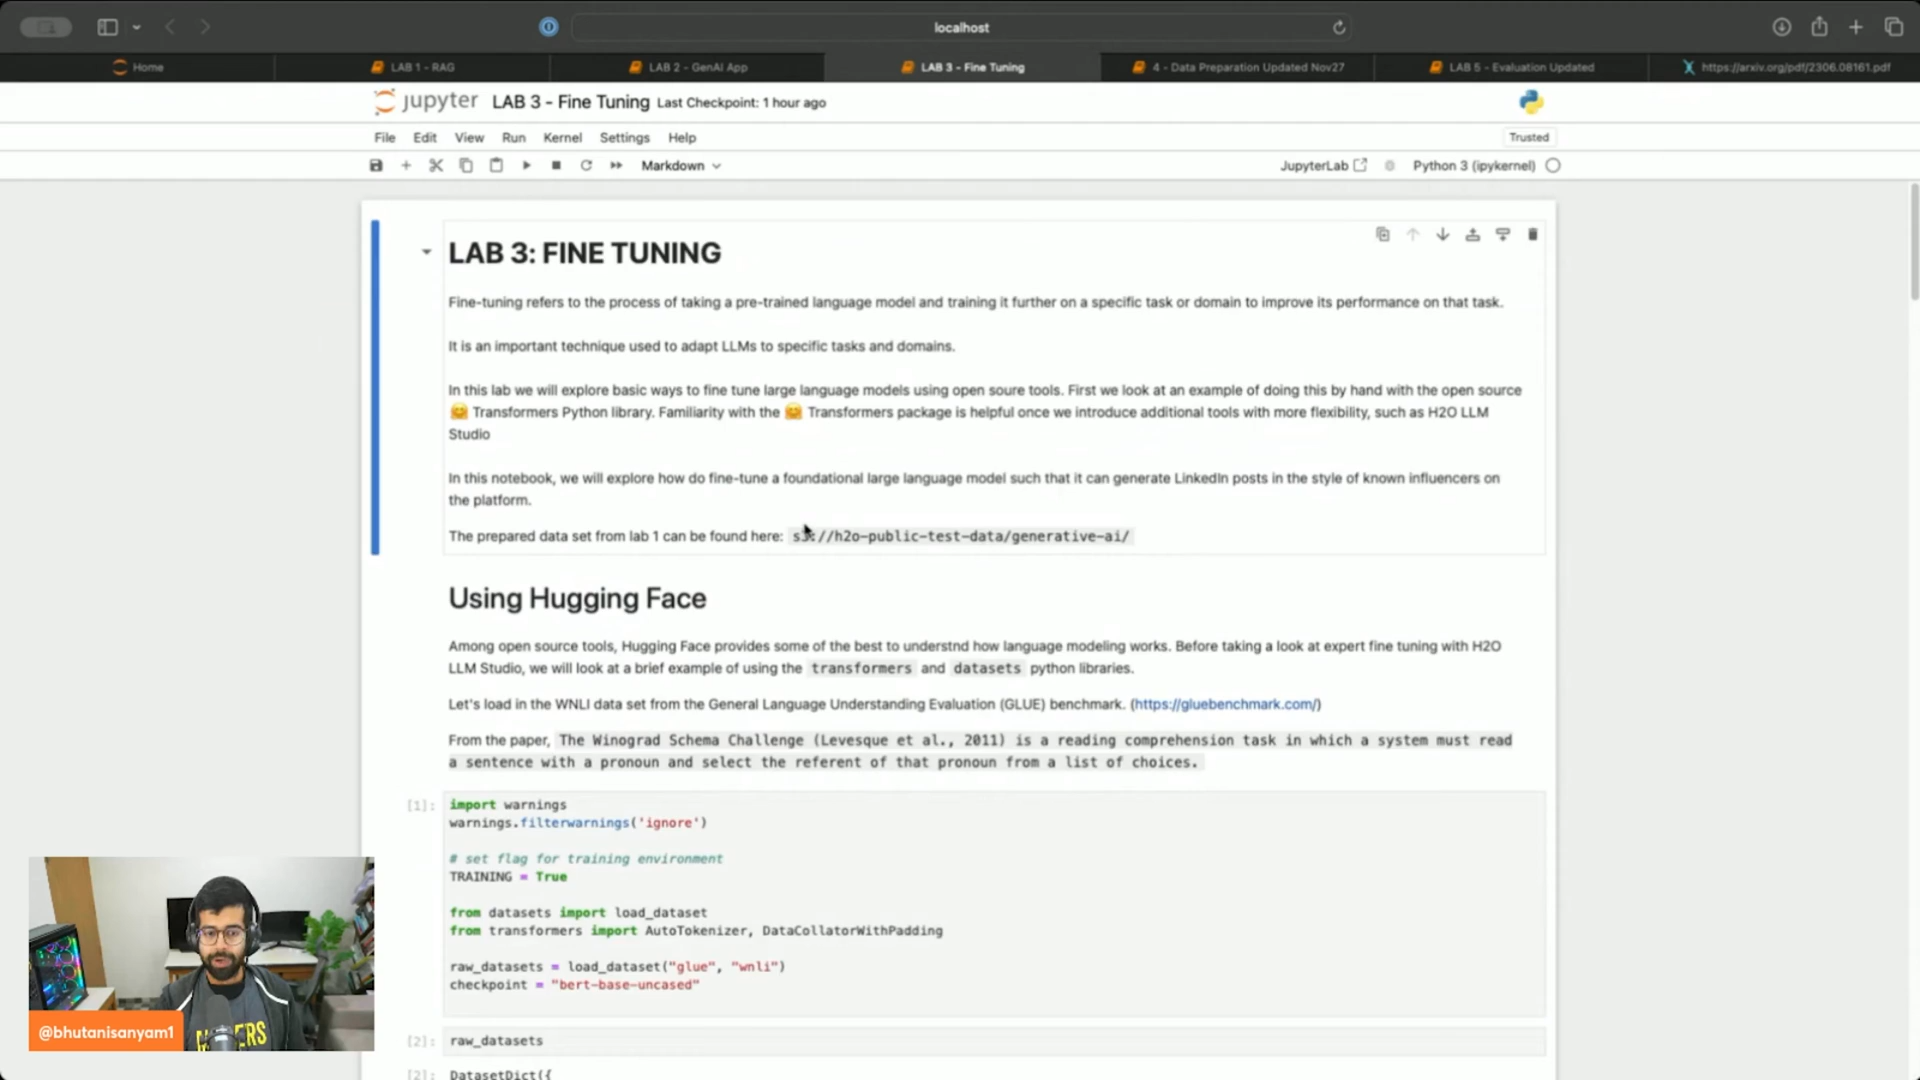 localhost
Home
LAB 1 - RAG
LAB 2 - GenAI App
LAB 3 - Fine Tuning
4 - Data Preparation Updated Nov27
LAB 5 - Evaluation Updated
https://arxiv.org/pdf/2306.08161.pdf
jupyter LAB 3 - Fine Tuning Last Checkpoint: 1 hour ago
File Edit View Run Kernel Settings Help
Trusted
Markdown
JupyterLab
Python 3 (ipykernel)
LAB 3: FINE TUNING
Fine-tuning refers to the process of taking a pre-trained language model and training it further on a specific task or domain to improve its performance on that task.
It is an important technique used to adapt LLMs to specific tasks and domains.
In this lab we will explore basic ways to fine tune large language models using open soure tools. First we look at an example of doing this by hand with the open source
🤗 Transformers Python library. Familiarity with the 🤗 Transformers package is helpful once we introduce additional tools with more flexibility, such as H2O LLM
Studio
In this notebook, we will explore how do fine-tune a foundational large language model such that it can generate LinkedIn posts in the style of known influencers on
the platform.
The prepared data set from lab 1 can be found here: s3://h2o-public-test-data/generative-ai/
Using Hugging Face
Among open source tools, Hugging Face provides some of the best to understnd how language modeling works. Before taking a look at expert fine tuning with H2O
LLM Studio, we will look at a brief example of using the transformers and datasets python libraries.
Let's load in the WNLI data set from the General Language Understanding Evaluation (GLUE) benchmark. (https://gluebenchmark.com/)
From the paper, The Winograd Schema Challenge (Levesque et al., 2011) is a reading comprehension task in which a system must read
a sentence with a pronoun and select the referent of that pronoun from a list of choices.
[1]: import warnings
warnings.filterwarnings('ignore')
# set flag for training environment
TRAINING = True
from datasets import load_dataset
from transformers import AutoTokenizer, DataCollatorWithPadding
raw_datasets = load_dataset("glue", "wnli")
checkpoint = "bert-base-uncased"
[2]: raw_datasets
[2]: DatasetDict({
@bhutanisanyam1